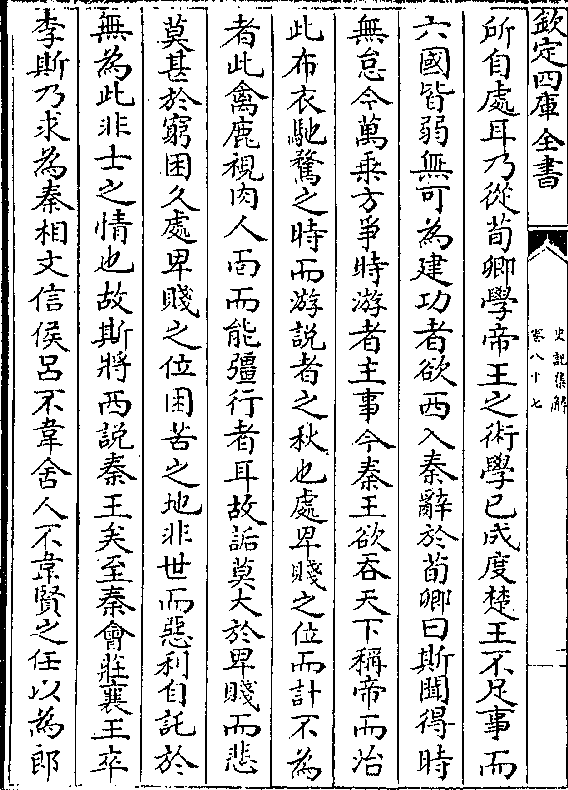 欽定四庫全書
史記集解
卷八十七
所自處耳乃從荀卿學帝王之術學已成度楚王不足事而
六國皆弱無可為建功者欲西入秦辭於荀卿曰斯聞得時
無怠今萬乘方爭時游者主事今秦王欲吞天下稱帝而治
此布衣馳騖之時而游說者之秋也處卑賤之位而計不為
者此禽鹿視肉人面而能彊行者耳故詬莫大於卑賤而悲
莫甚於窮困久處卑賤之位困苦之地非世而惡利自託於
無為此非士之情也故斯將西說秦王矣至秦會莊襄王卒
李斯乃求為秦相文信侯呂不韋舍人不韋賢之任以為郎